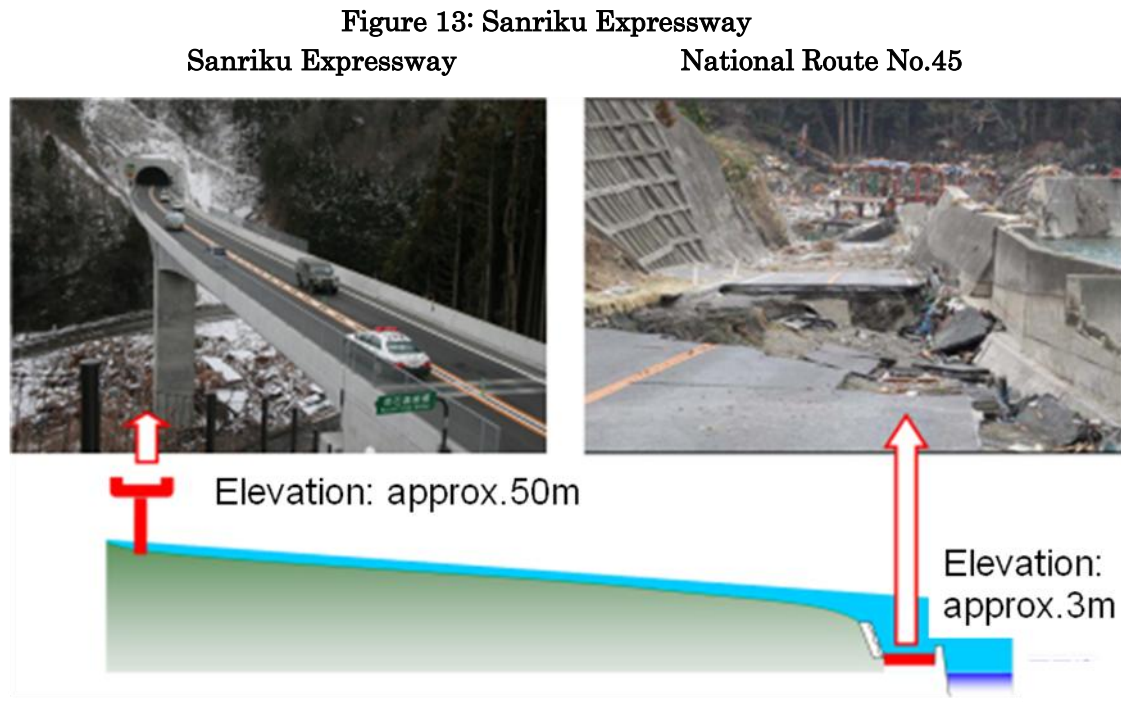 Figure 13: Sanriku Expressway
Sanriku Expressway
National Route No.45
Elevation: approx.50m
Elevation:
approx.3m